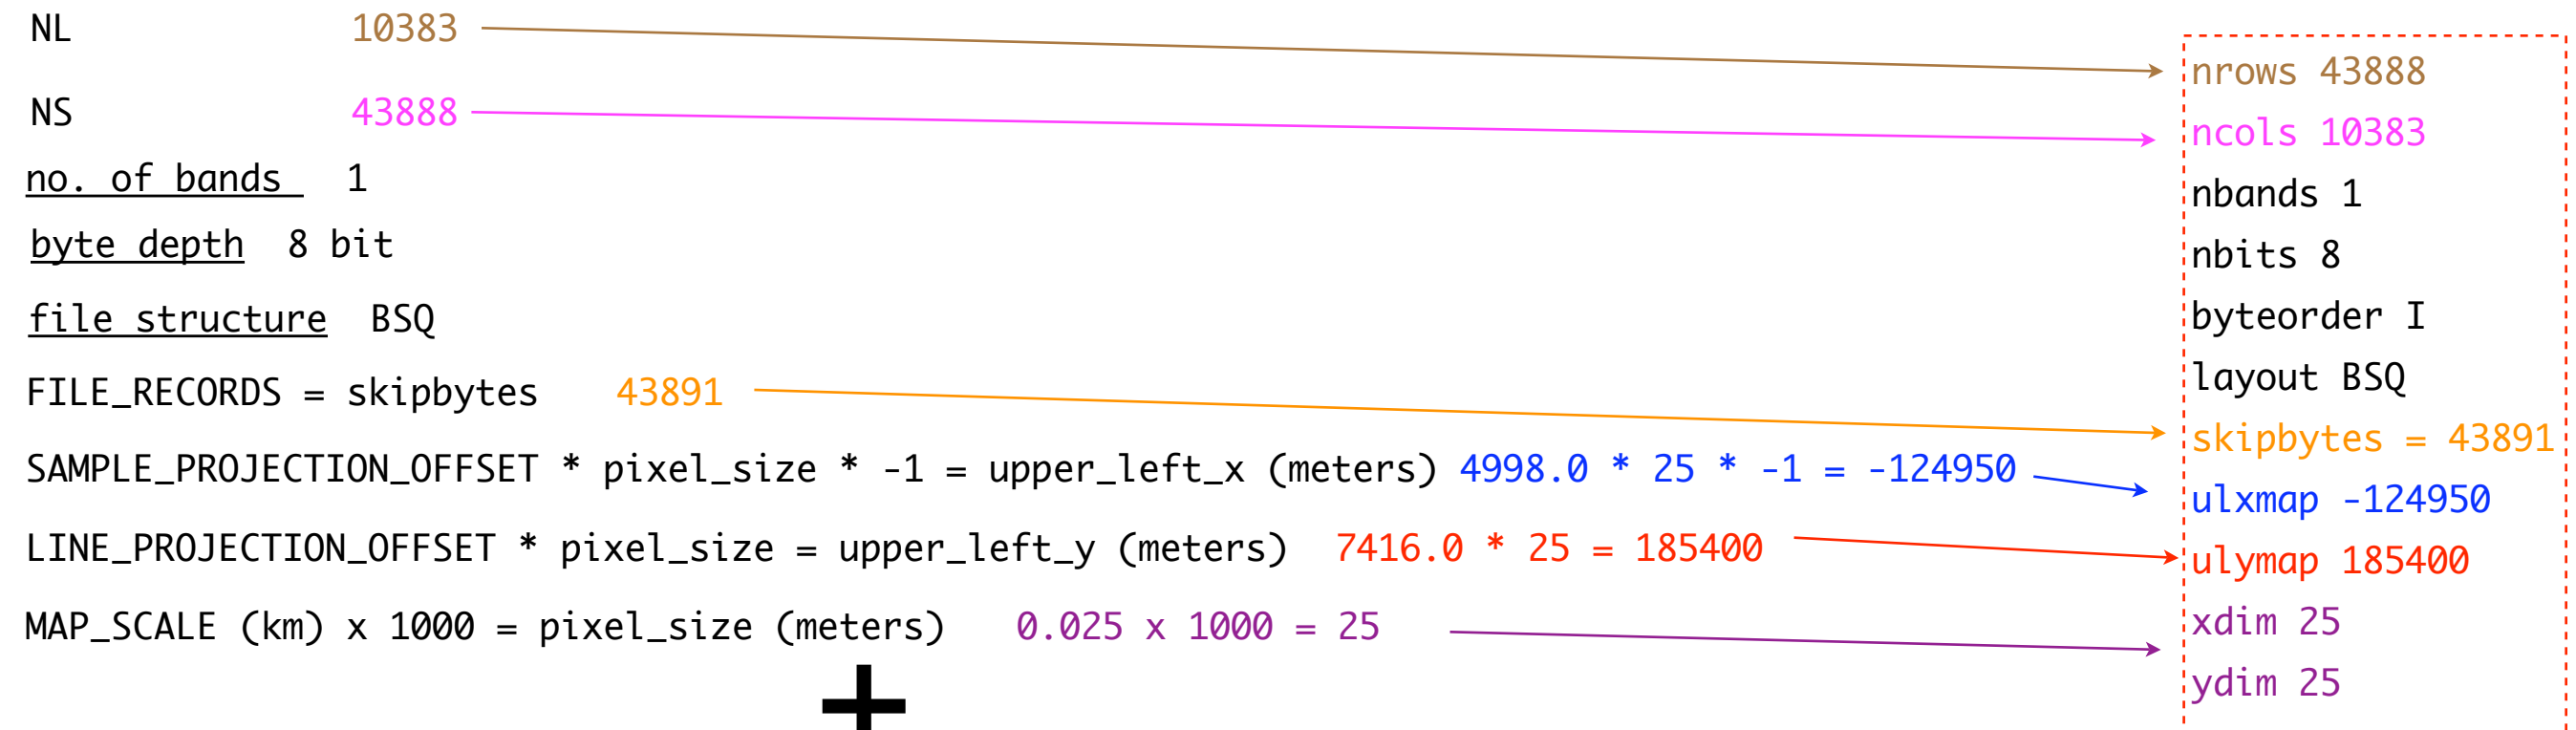 NL 10383
NS 43888
no. of bands 1
byte depth 8 bit
file structure BSQ
FILE_RECORDS = skipbytes 43891
SAMPLE_PROJECTION_OFFSET * pixel_size * -1 = upper_left_x (meters) 4998.0 * 25 * -1 = -124950
LINE_PROJECTION_OFFSET * pixel_size = upper_left_y (meters) 7416.0 * 25 = 185400
MAP_SCALE (km) x 1000 = pixel_size (meters) 0.025 x 1000 = 25
+
nrows 43888
ncols 10383
nbands 1
nbits 8
byteorder I
layout BSQ
skipbytes = 43891
ulxmap -124950
ulymap 185400
xdim 25
ydim 25